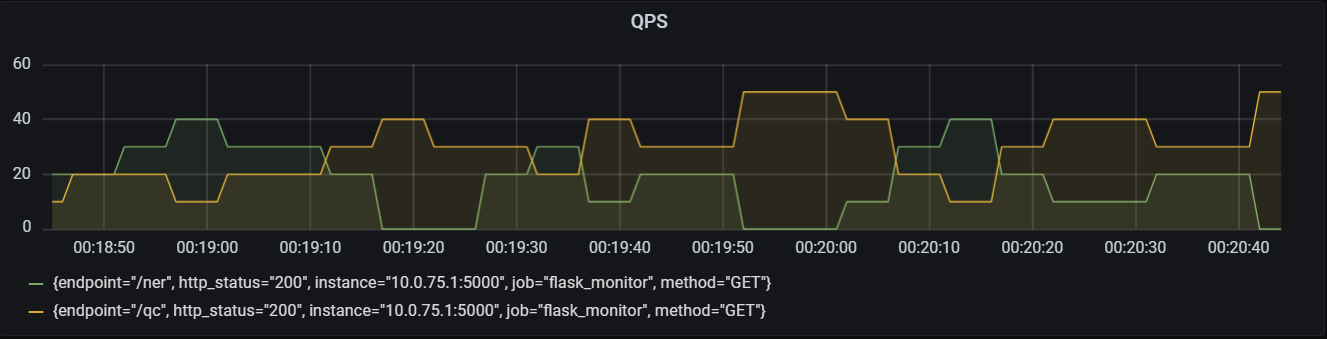 QPS
60
40
20
0
00:18:50 00:19:00 00:19:10 00:19:20 00:19:30 00:19:40 00:19:50 00:20:00 00:20:10 00:20:20 00:20:30 00:20:40
{endpoint="/ner", http_status="200", instance="10.0.75.1:5000", job="flask_monitor", method="GET"}
{endpoint="/qc", http_status="200", instance="10.0.75.1:5000", job="flask_monitor", method="GET"}